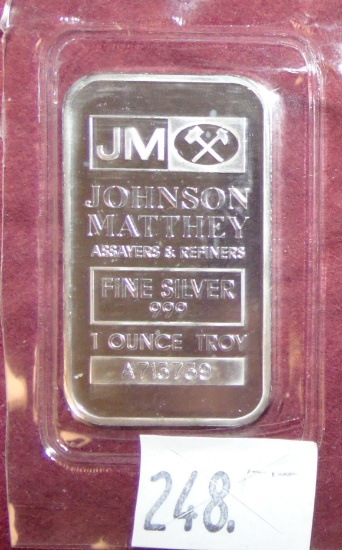 JM
JOHNSON
MATTHEY
ASSAYERS & REFINERS
FINE SILVER
999
1 OUNCE TROY
A713739
248.